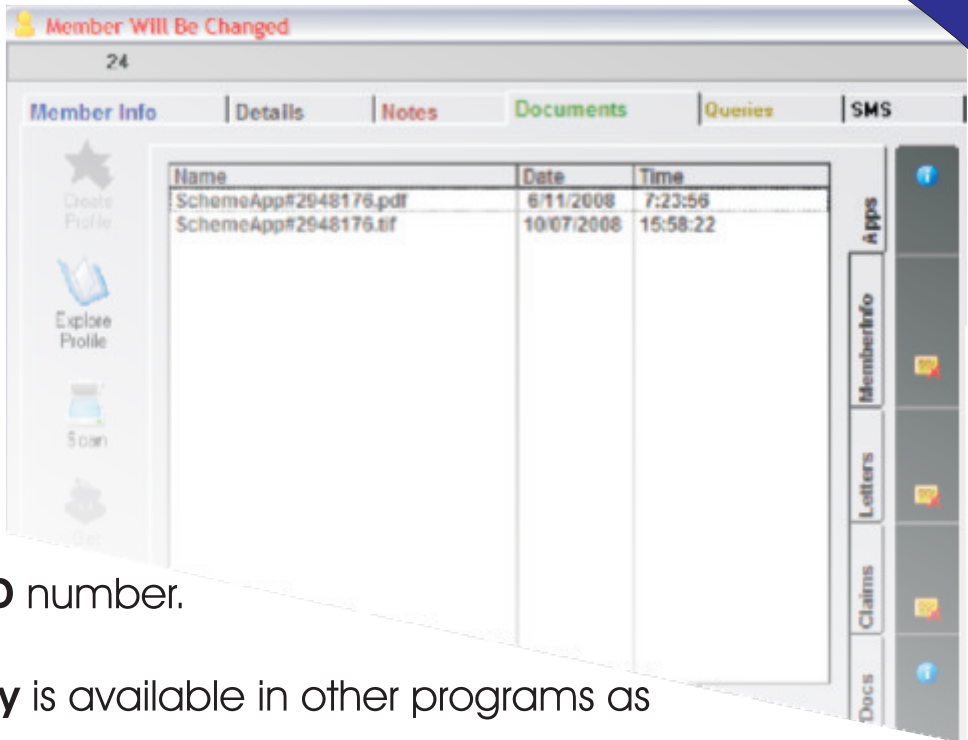 Member Will Be Changed
24
Member Info Details Notes Documents Queries SMS
Create
Profile
Explore
Profile
Scan
Name Date Time
SchemeApp#2948176.pdf 6/11/2008 7:23:56
SchemeApp#2948176.tif 10/07/2008 15:58:22
Apps
MemberInfo
Letters
Claims
Docs
number.
y is available in other programs as